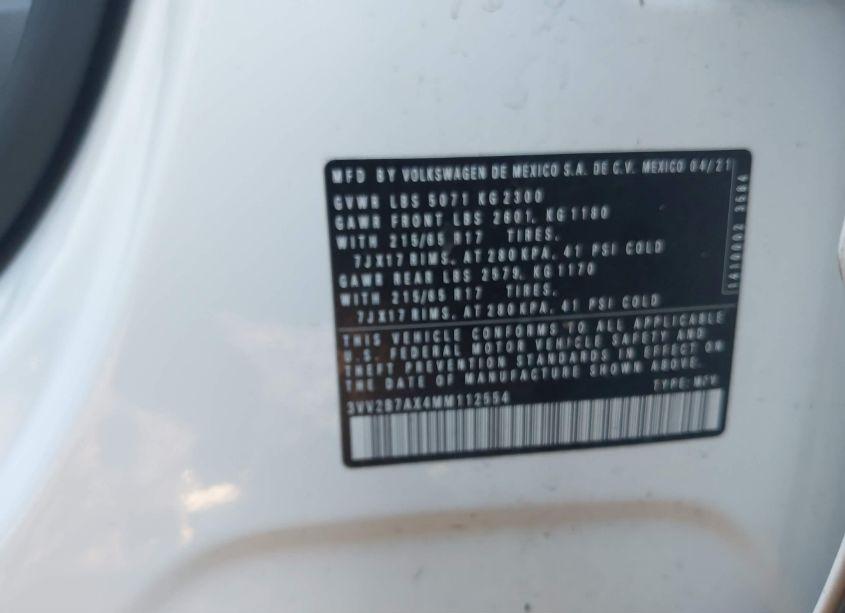 MFD BY VOLKSWAGEN DE MEXICO S.A. DE C.V. MEXICO 04/21
GVWR LBS 5071 KG 2300
GAWR FRONT LBS 2601, KG 1180
WITH 215/65 R17 TIRES,
7JX17 RIMS, AT 280 KPA, 41 PSI COLD
GAWR REAR LBS 2579, KG 1170
WITH 215/65 R17 TIRES,
7JX17 RIMS, AT 280 KPA, 41 PSI COLD
THIS VEHICLE CONFORMS TO ALL APPLICABLE
U.S. FEDERAL MOTOR VEHICLE SAFETY AND
THEFT PREVENTION STANDARDS IN EFFECT ON
THE DATE OF MANUFACTURE SHOWN ABOVE.
TYPE: MPV
3VV2B7AX4MM112554